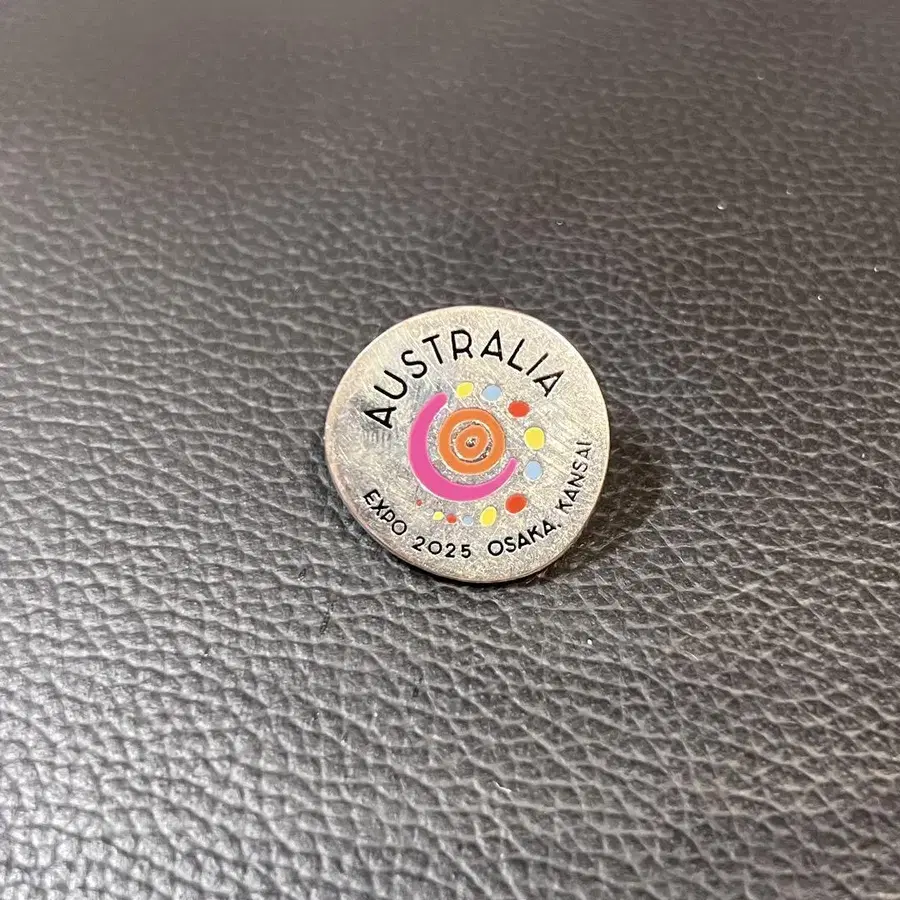 AUSTRALIA
EXPO 2025 OSAKA, KANSAI